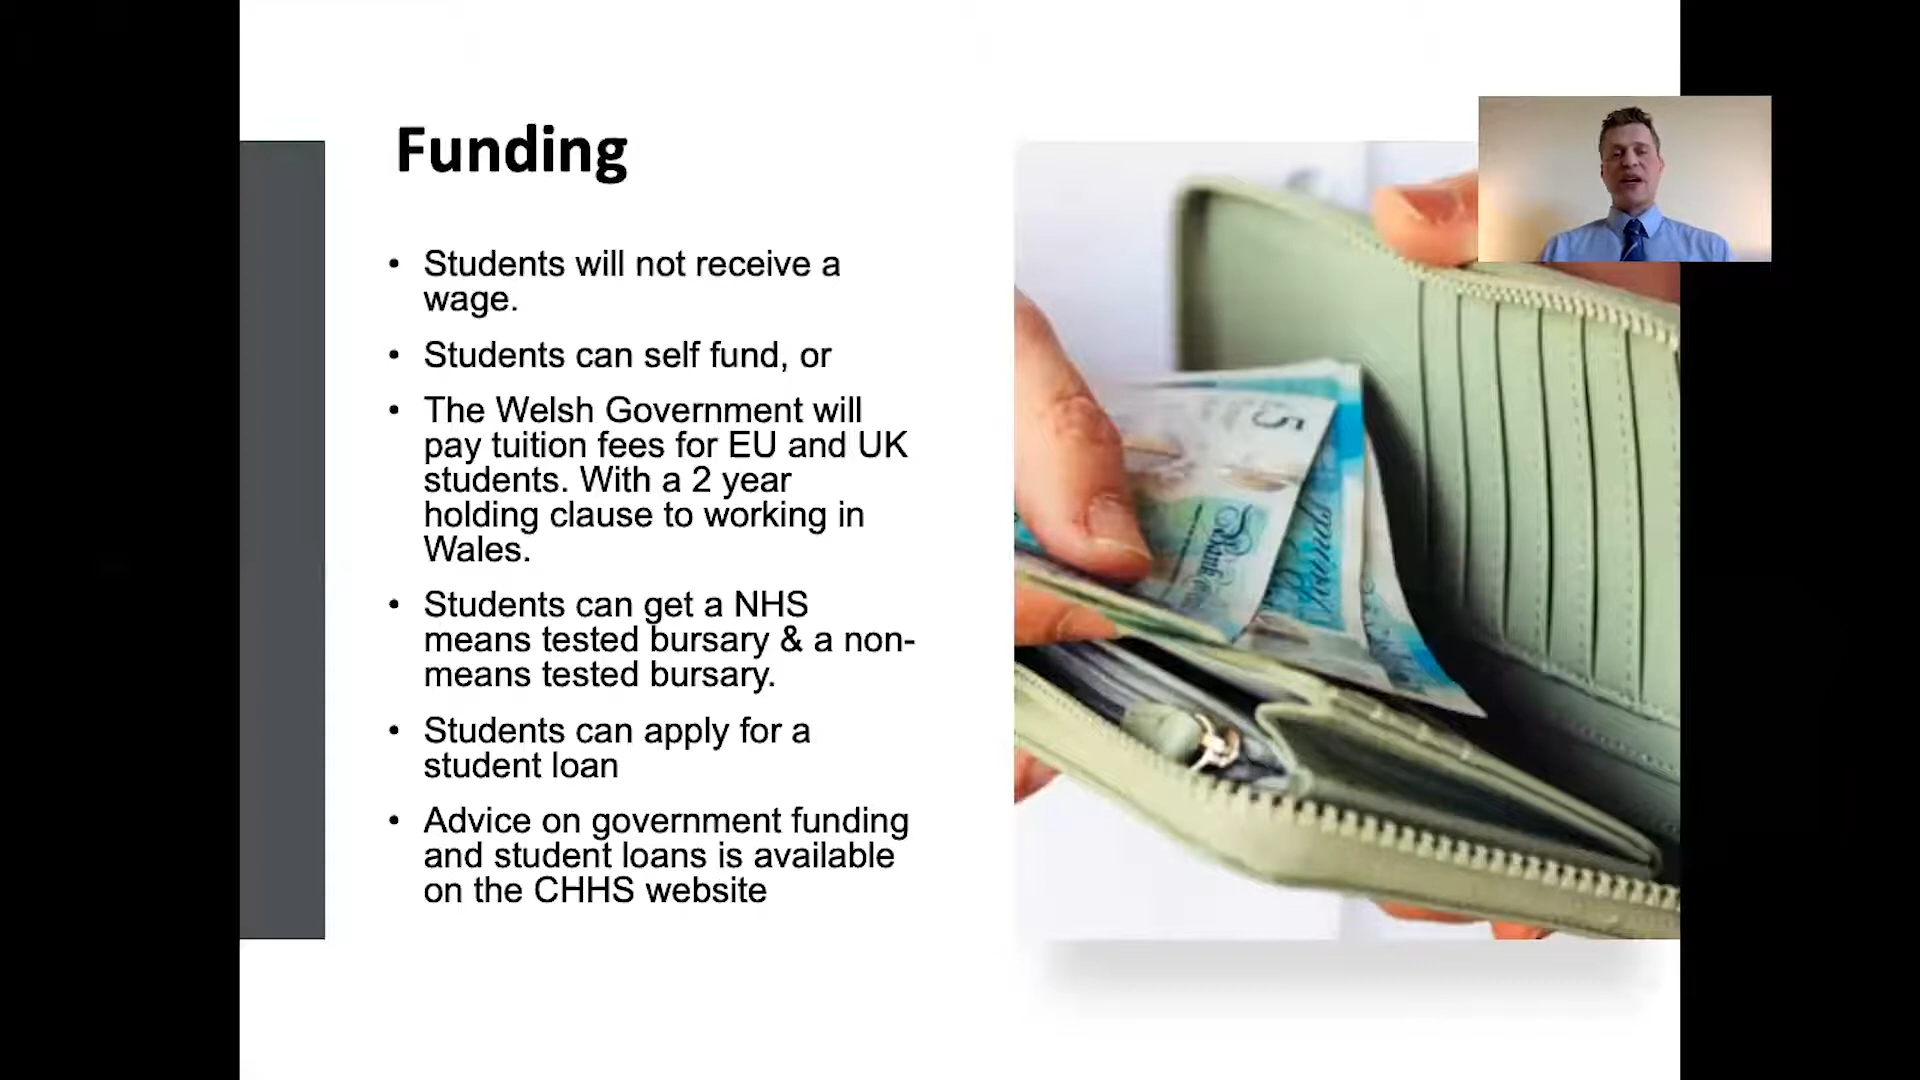 Funding
• Students will not receive a
wage.
• Students can self fund, or
• The Welsh Government will
pay tuition fees for EU and UK
students. With a 2 year
holding clause to working in
Wales.
• Students can get a NHS
means tested bursary & a non-
means tested bursary.
• Students can apply for a
student loan
• Advice on government funding
and student loans is available
on the CHHS website
5
Bank
Pounds